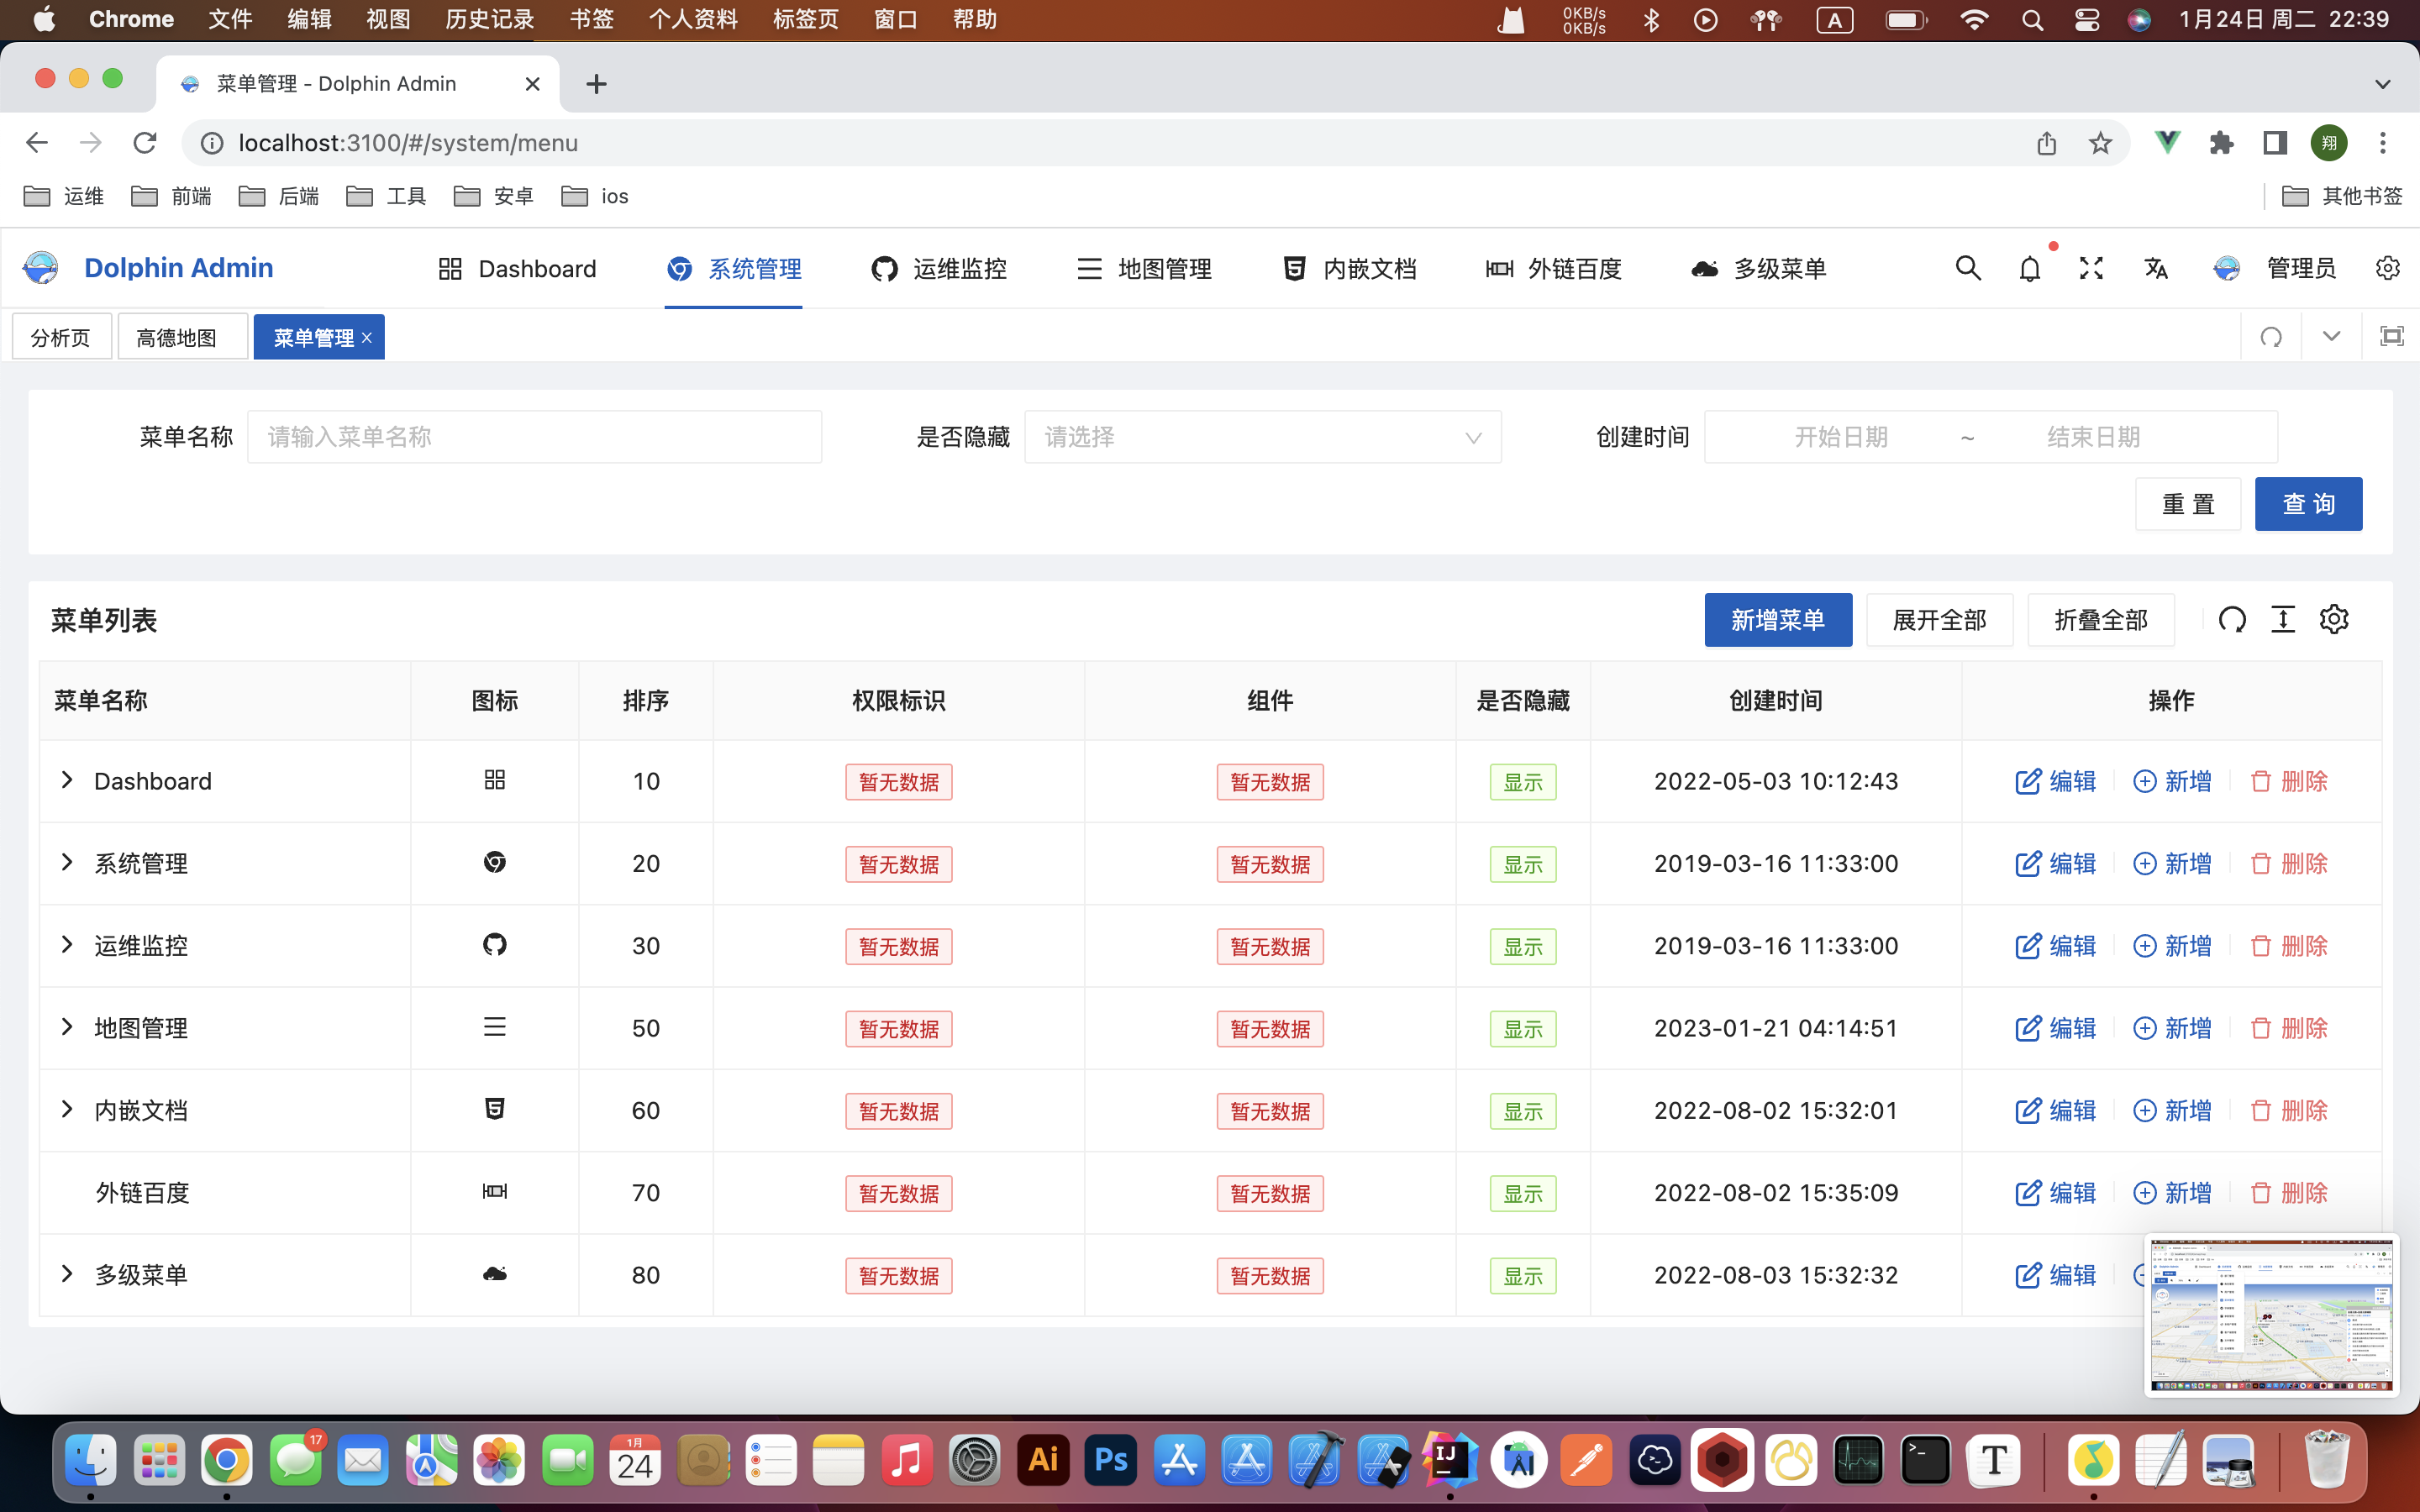 Chrome 文件 编辑 视图 历史记录 书签 个人资料 标签页 窗口 帮助 0KB/s 0KB/s A 1月24日 周二 22:39
菜单管理 - Dolphin Admin
localhost:3100/#/system/menu 翔
运维 前端 后端 工具 安卓 ios 其他书签
Dolphin Admin Dashboard 系统管理 运维监控 地图管理 内嵌文档 外链百度 多级菜单 管理员
分析页 高德地图 菜单管理
菜单名称 请输入菜单名称 是否隐藏 请选择 创建时间 开始日期 ~ 结束日期
重 置 查 询
菜单列表 新增菜单 展开全部 折叠全部
菜单名称 图标 排序 权限标识 组件 是否隐藏 创建时间 操作
Dashboard 10 暂无数据 暂无数据 显示 2022-05-03 10:12:43 编辑 新增 删除
系统管理 20 暂无数据 暂无数据 显示 2019-03-16 11:33:00 编辑 新增 删除
运维监控 30 暂无数据 暂无数据 显示 2019-03-16 11:33:00 编辑 新增 删除
地图管理 50 暂无数据 暂无数据 显示 2023-01-21 04:14:51 编辑 新增 删除
内嵌文档 60 暂无数据 暂无数据 显示 2022-08-02 15:32:01 编辑 新增 删除
外链百度 70 暂无数据 暂无数据 显示 2022-08-02 15:35:09 编辑 新增 删除
多级菜单 80 暂无数据 暂无数据 显示 2022-08-03 15:32:32 编辑
17 1月 24 Ai Ps IJ >_ T